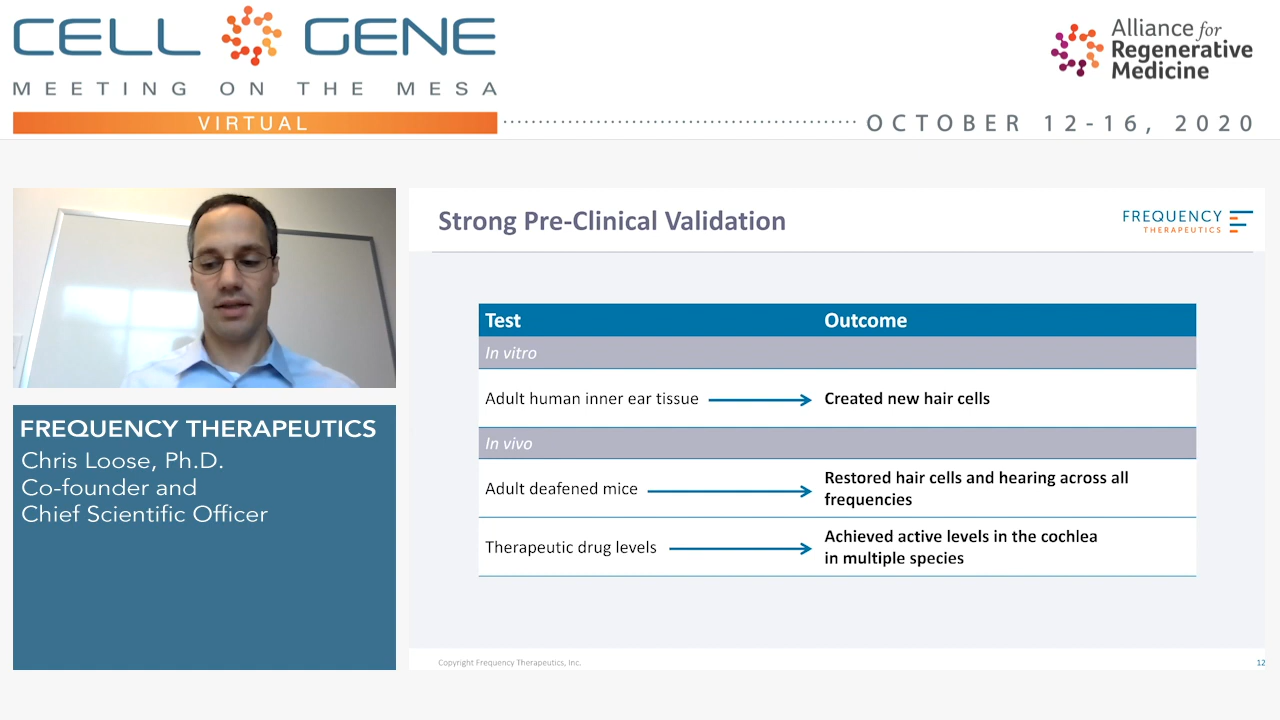 CELL GENE
MEETING ON THE MESA
VIRTUAL
Alliance for
Regenerative
Medicine
OCTOBER 12-16, 2020
FREQUENCY THERAPEUTICS
Chris Loose, Ph.D.
Co-founder and
Chief Scientific Officer
Strong Pre-Clinical Validation
FREQUENCY
THERAPEUTICS
Test Outcome
In vitro
Adult human inner ear tissue Created new hair cells
In vivo
Adult deafened mice Restored hair cells and hearing across all
frequencies
Therapeutic drug levels Achieved active levels in the cochlea
in multiple species
Copyright Frequency Therapeutics, Inc.
12